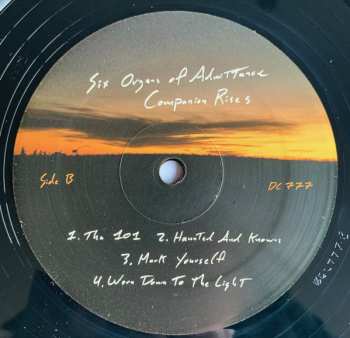 Six Organs of Admittance
Companion Rises
Side B
DC777
1. The 101 2. Haunted And Known
3. Mark Yourself
4. Worn Down To The Light